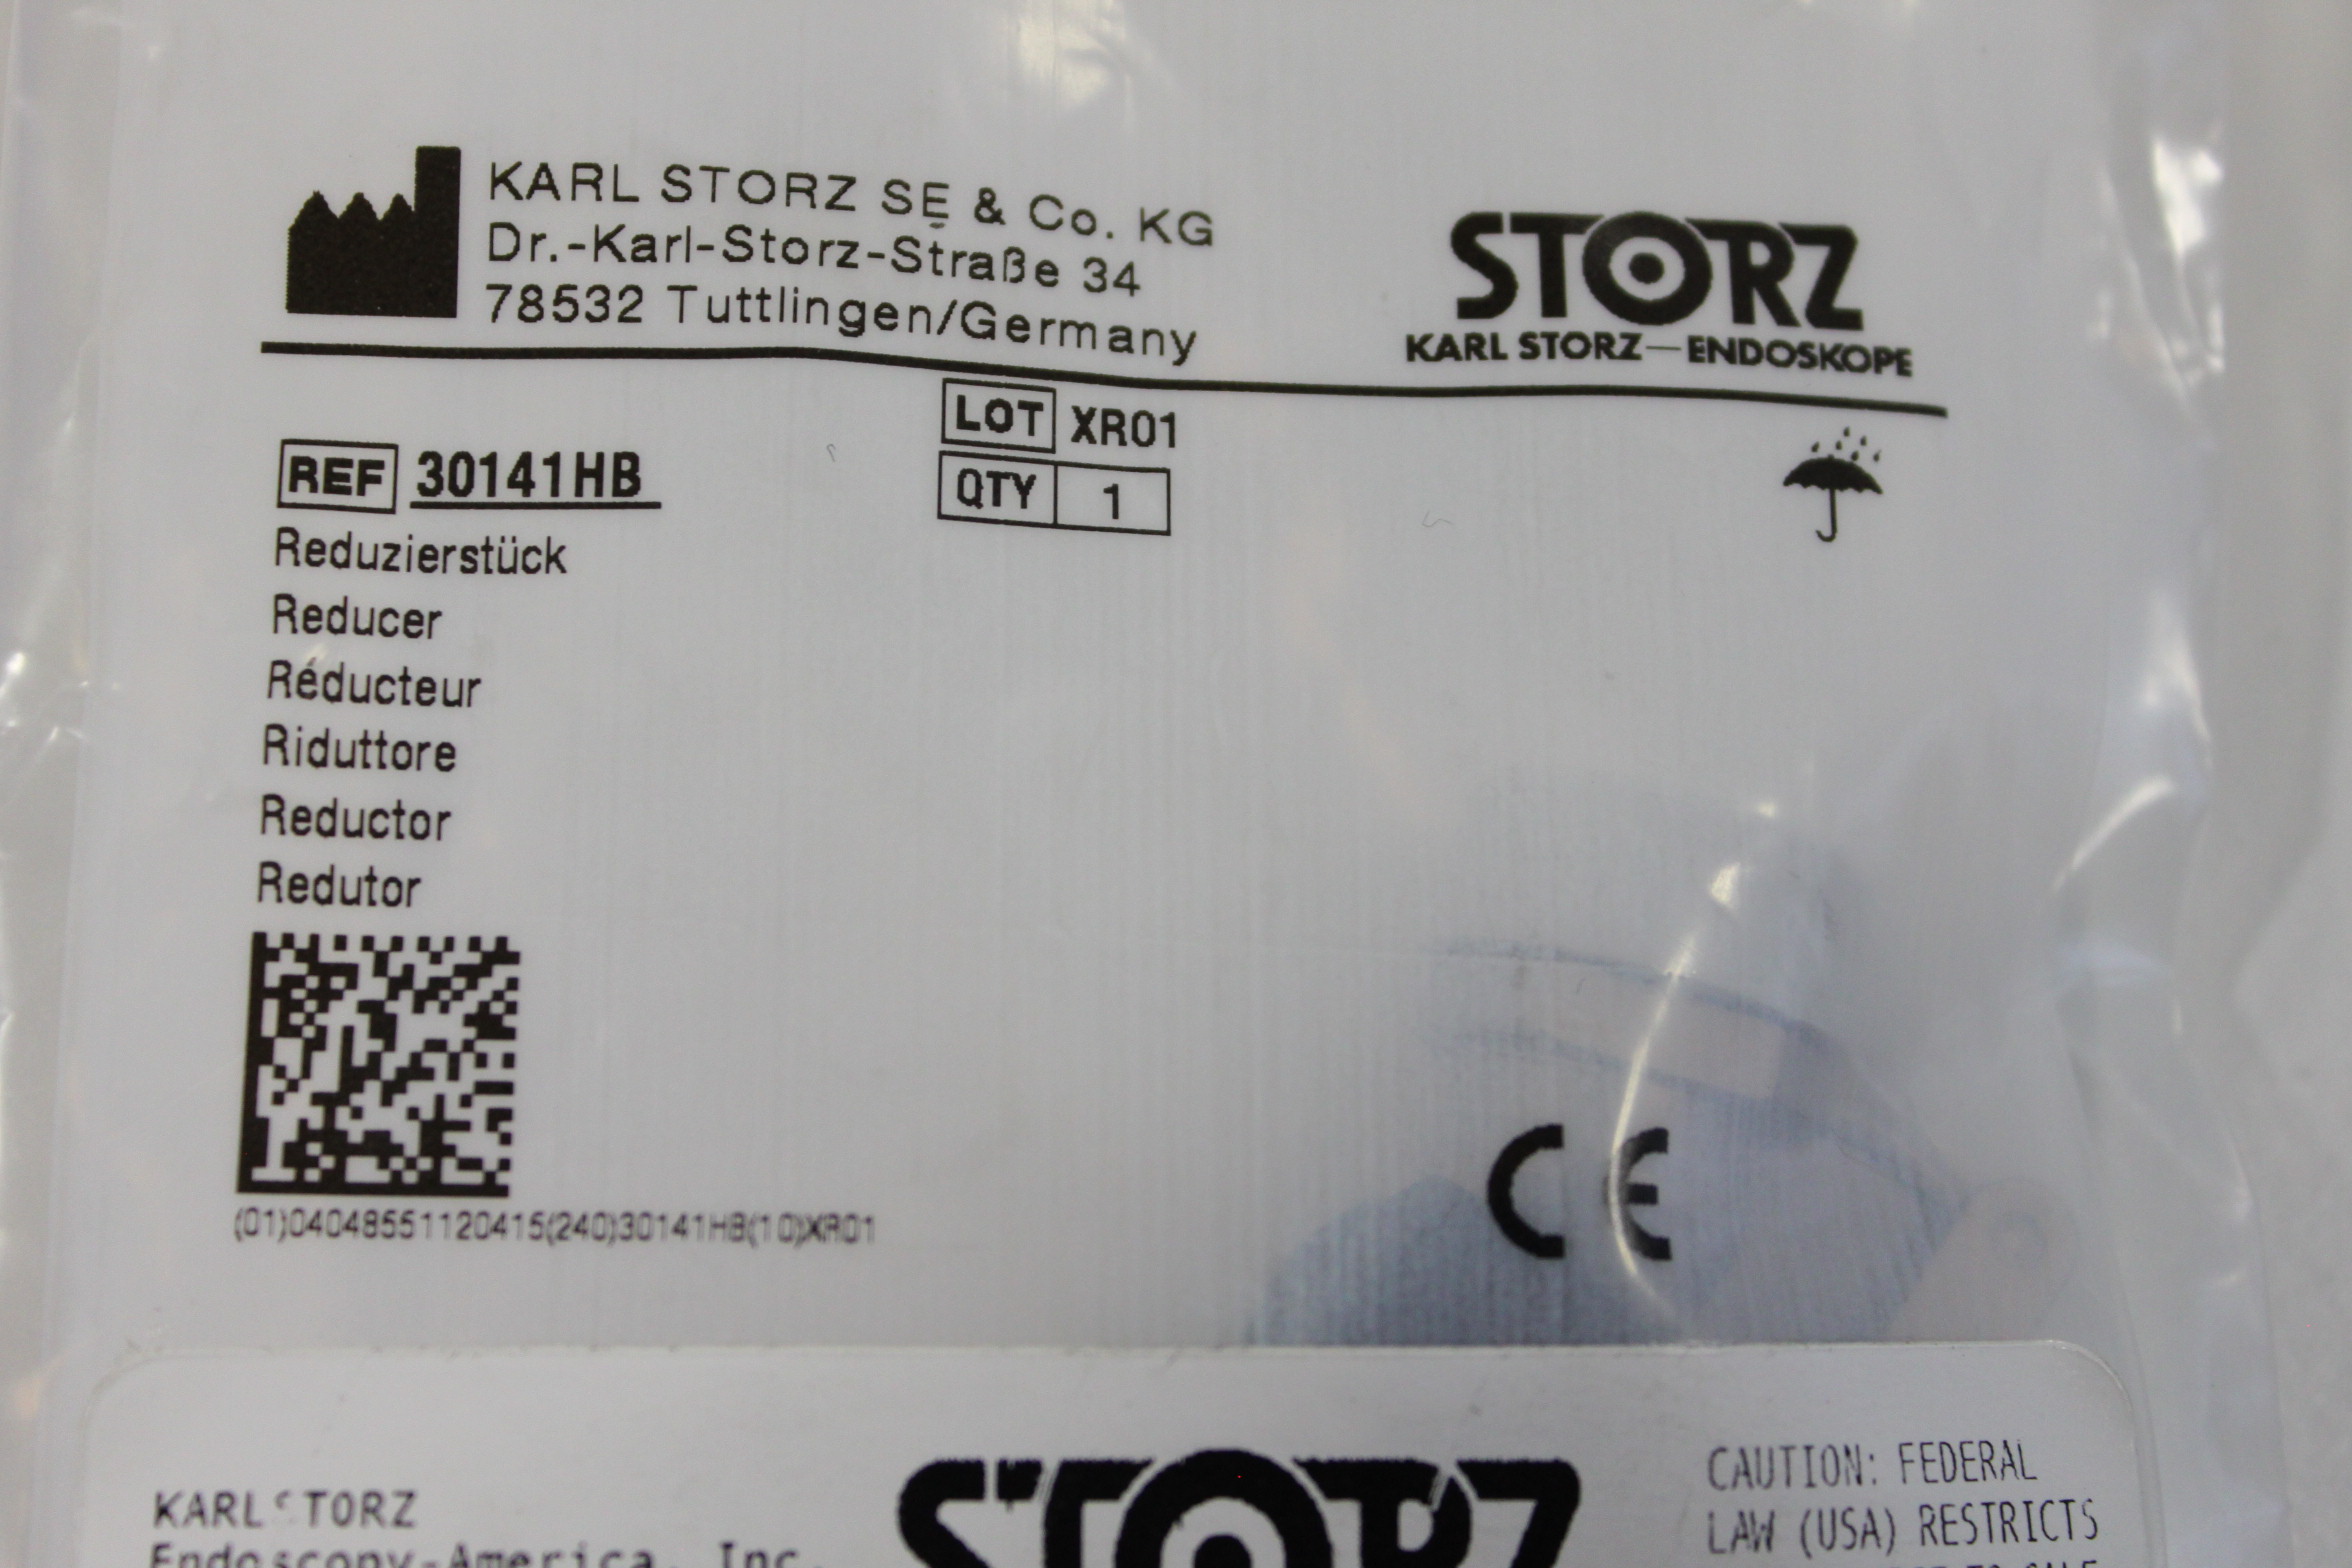 KARL STORZ SE & Co. KG
Dr.-Karl-Storz-Straße 34
78532 Tuttlingen/Germany
STORZ
KARL STORZ—ENDOSKOPE
LOT XR01
QTY 1
REF 30141HB
Reduzierstück
Reducer
Réducteur
Riduttore
Reductor
Redutor
(01)04048551120415(240)30141HB(10)XR01
CE
KARL STORZ
Endoscopy-America, Inc.
STORZ
CAUTION: FEDERAL
LAW (USA) RESTRICTS